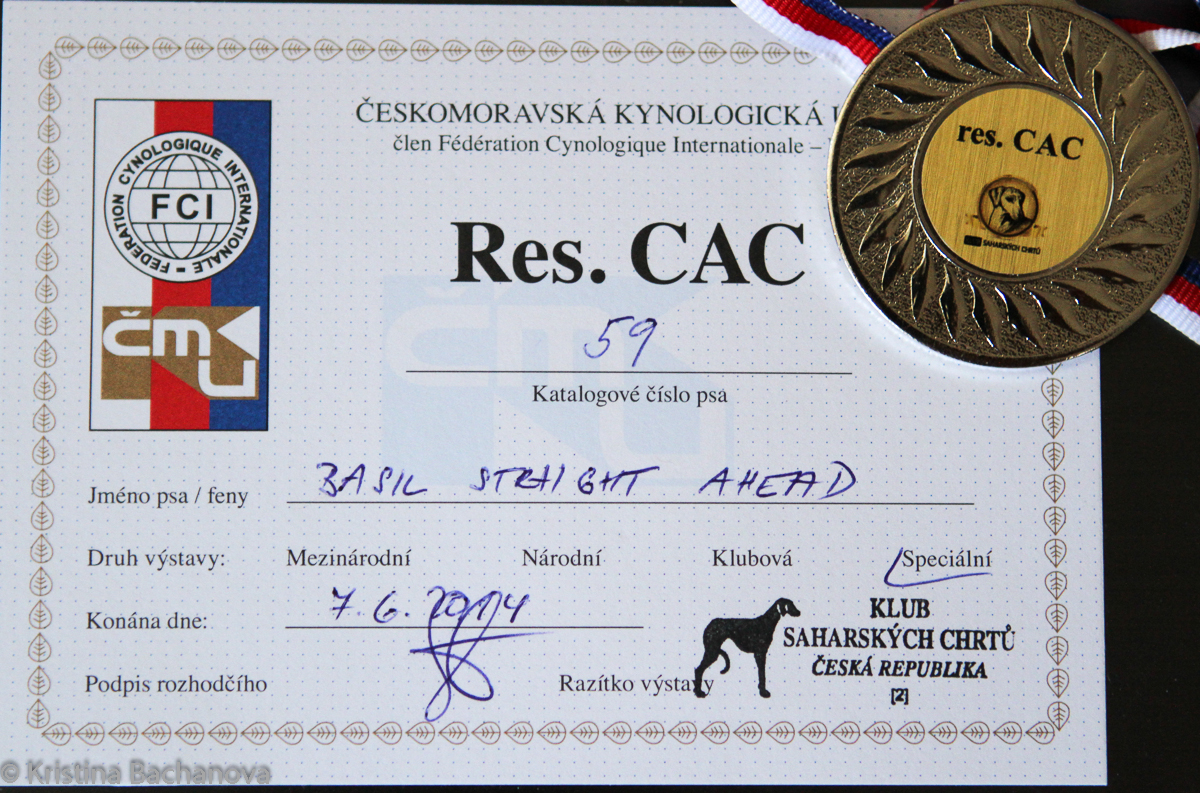 ČESKOMORAVSKÁ KYNOLOGICKÁ
člen Fédération Cynologique Internationale –
FEDERATION CYNOLOGIQUE INTERNATIONALE
FCI
čmku
Res. CAC
res. CAC
SAHARSKÝCH CHRTŮ
59
Katalogové číslo psa
Jméno psa / feny BASIL STRAIGHT AHEAD
Druh výstavy: Mezinárodní Národní Klubová Speciální
Konána dne: 7.6.2014
KLUB
SAHARSKÝCH CHRTŮ
ČESKÁ REPUBLIKA
[2]
Podpis rozhodčího Razítko výstavy
© Kristina Bachanova